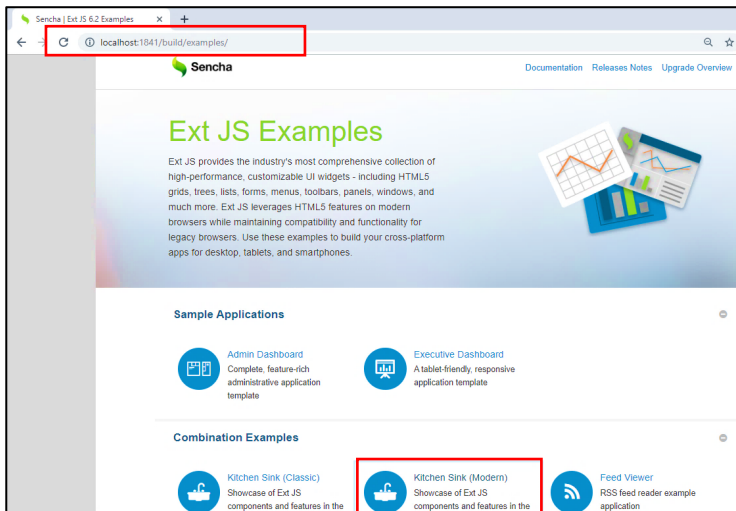 Sencha | Ext JS 6.2 Examples
localhost:1841/build/examples/
Sencha
Documentation Releases Notes Upgrade Overview
Ext JS Examples
Ext JS provides the industry's most comprehensive collection of
high-performance, customizable UI widgets - including HTML5
grids, trees, lists, forms, menus, toolbars, panels, windows, and
much more. Ext JS leverages HTML5 features on modern
browsers while maintaining compatibility and functionality for
legacy browsers. Use these examples to build your cross-platform
apps for desktop, tablets, and smartphones.
Sample Applications
Admin Dashboard
Complete, feature-rich
administrative application
template
Executive Dashboard
A tablet-friendly, responsive
application template
Combination Examples
Kitchen Sink (Classic)
Showcase of Ext JS
components and features in the
Kitchen Sink (Modern)
Showcase of Ext JS
components and features in the
Feed Viewer
RSS feed reader example
application